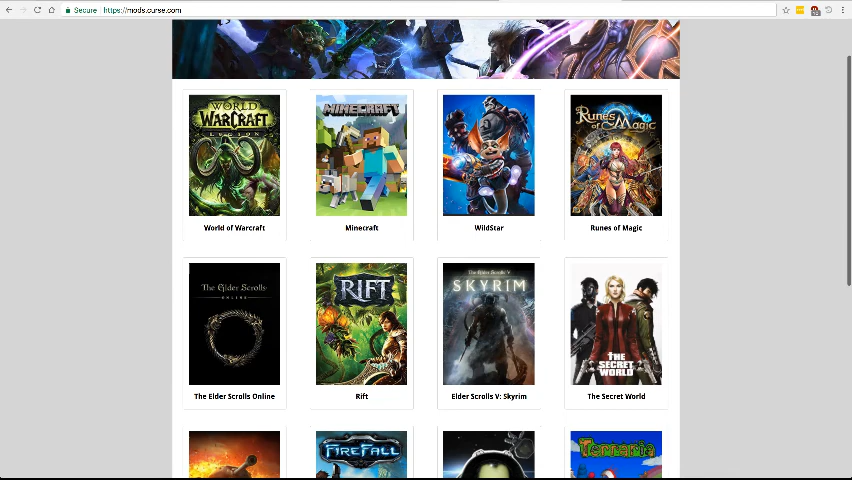 Secure https://mods.curse.com
WORLD
WARCRAFT
LEGION
MINECRAFT
Runes
of Magic
World of Warcraft
Minecraft
WildStar
Runes of Magic
The Elder Scrolls
ONLINE
RIFT
The Elder Scrolls V
SKYRIM
THE
SECRET
WORLD
The Elder Scrolls Online
Rift
Elder Scrolls V: Skyrim
The Secret World
FIREFALL
Terraria